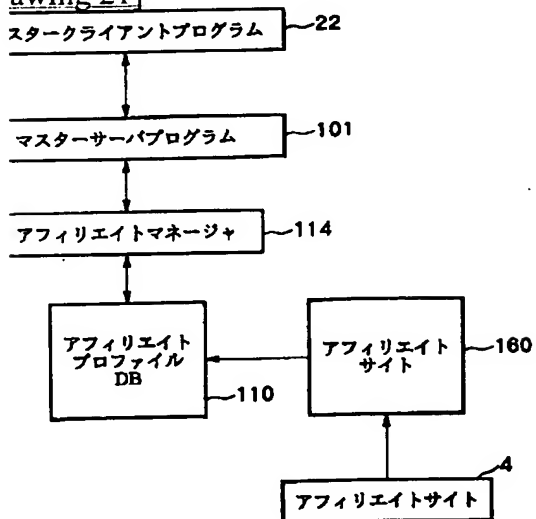 awing 21]
スタークライアントプログラム
22
マスターサーバプログラム
101
アフィリエイトマネージャ
114
アフィリエイト
プロファイル
DB
110
アフィリエイト
サイト
160
4
アフィリエイトサイト